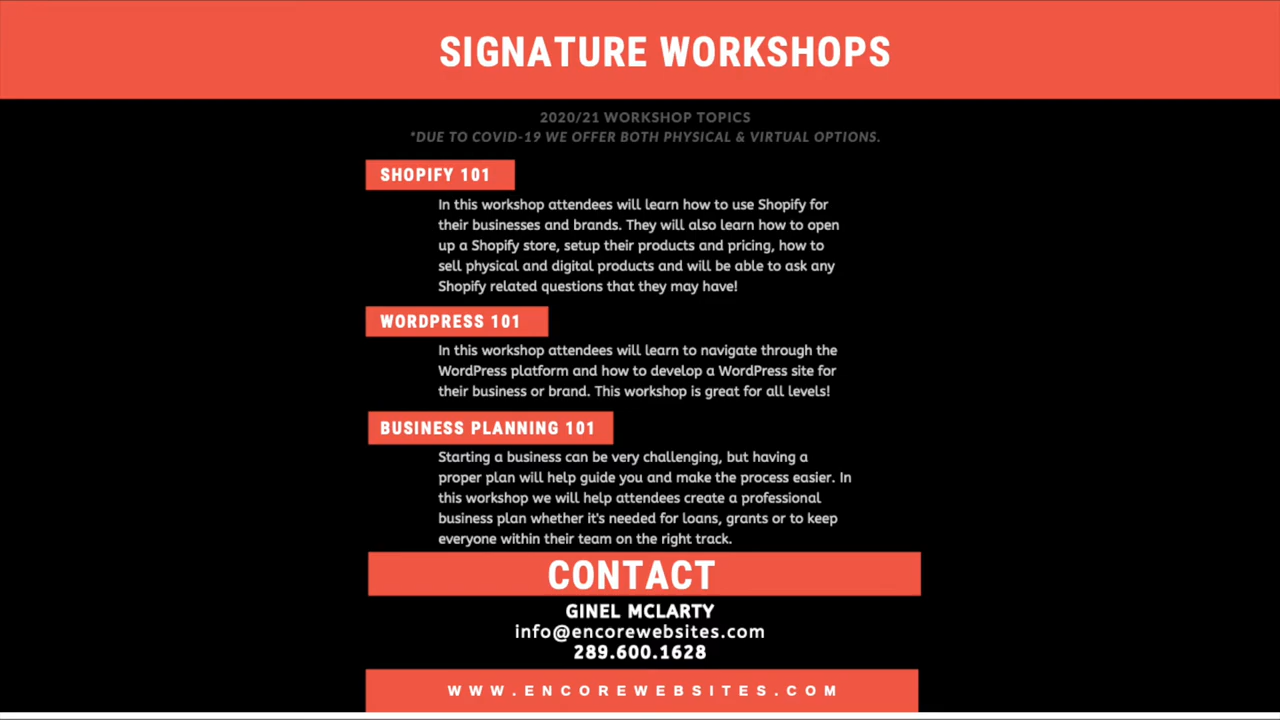 SIGNATURE WORKSHOPS
2020/21 WORKSHOP TOPICS
*DUE TO COVID-19 WE OFFER BOTH PHYSICAL & VIRTUAL OPTIONS.
SHOPIFY 101
In this workshop attendees will learn how to use Shopify for
their businesses and brands. They will also learn how to open
up a Shopify store, setup their products and pricing, how to
sell physical and digital products and will be able to ask any
Shopify related questions that they may have!
WORDPRESS 101
In this workshop attendees will learn to navigate through the
WordPress platform and how to develop a WordPress site for
their business or brand. This workshop is great for all levels!
BUSINESS PLANNING 101
Starting a business can be very challenging, but having a
proper plan will help guide you and make the process easier. In
this workshop we will help attendees create a professional
business plan whether it's needed for loans, grants or to keep
everyone within their team on the right track.
CONTACT
GINEL MCLARTY
info@encorewebsites.com
289.600.1628
WWW.ENCOREWEBSITES.COM